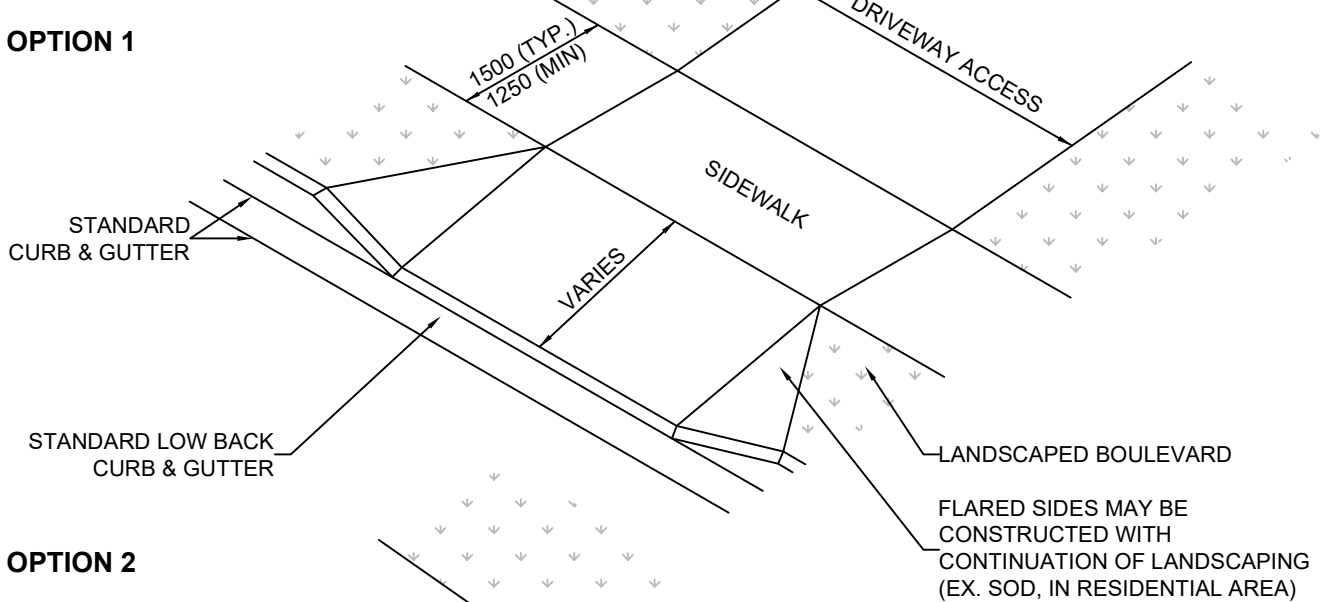 OPTION 1
1500 (TYP.)
1250 (MIN)
DRIVEWAY ACCESS
SIDEWALK
STANDARD
CURB & GUTTER
VARIES
STANDARD LOW BACK
CURB & GUTTER
LANDSCAPED BOULEVARD
FLARED SIDES MAY BE
CONSTRUCTED WITH
CONTINUATION OF LANDSCAPING
(EX. SOD, IN RESIDENTIAL AREA)
OPTION 2